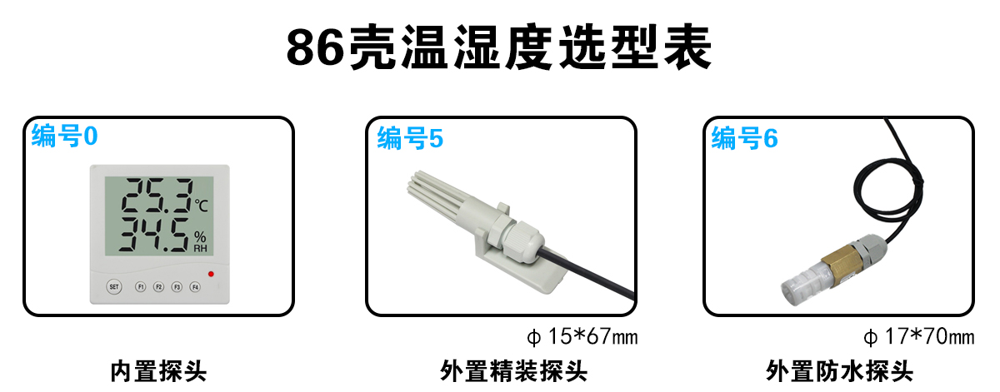 86壳温湿度选型表
编号0
25.3℃
34.5%RH
SET F1 F2 F3 F4
内置探头
编号5
φ 15*67mm
外置精装探头
编号6
φ 17*70mm
外置防水探头